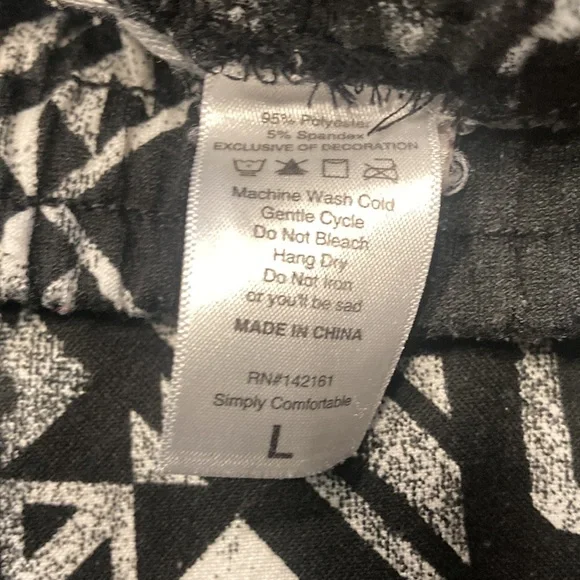 95% Polyester
5% Spandex
EXCLUSIVE OF DECORATION
Machine Wash Cold
Gentle Cycle
Do Not Bleach
Hang Dry
Do Not Iron
or you'll be sad
MADE IN CHINA
RN#142161
Simply Comfortable
L